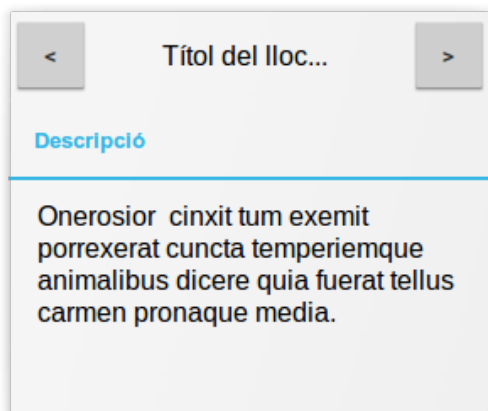 < Títol del lloc... >
Descripció
Onerosior  cinxit tum exemit
porrexerat cuncta temperiemque
animalibus dicere quia fuerat tellus
carmen pronaque media.